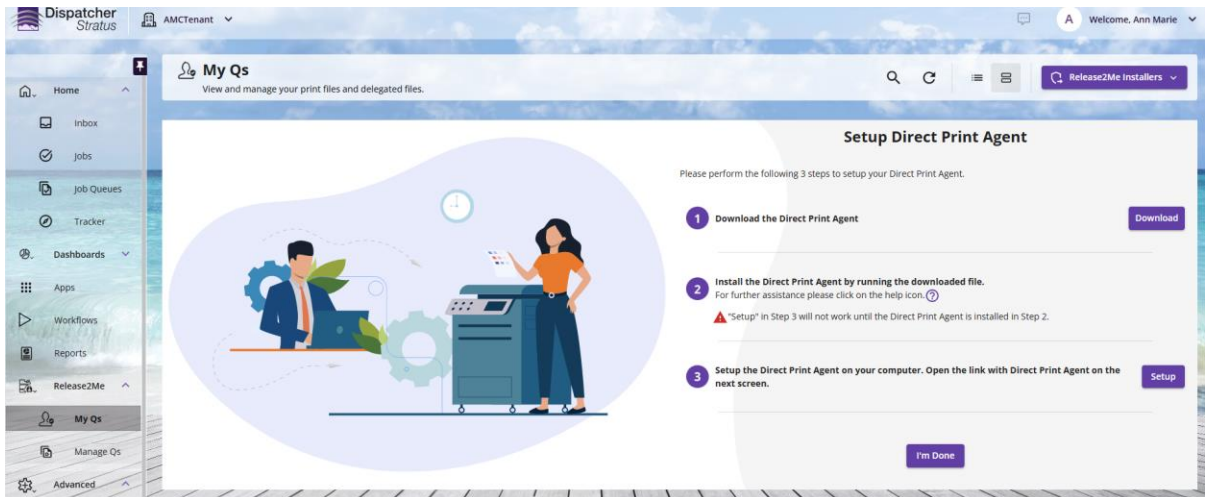 Dispatcher
Stratus
AMCTenant
A
Welcome, Ann Marie
Home
Inbox
Jobs
Job Queues
Tracker
Dashboards
Apps
Workflows
Reports
Release2Me
My Qs
Manage Qs
Advanced
My Qs
View and manage your print files and delegated files.
Release2Me Installers
Setup Direct Print Agent
Please perform the following 3 steps to setup your Direct Print Agent.
1 Download the Direct Print Agent
Download
2 Install the Direct Print Agent by running the downloaded file.
For further assistance please click on the help icon. ?
"Setup" in Step 3 will not work until the Direct Print Agent is installed in Step 2.
3 Setup the Direct Print Agent on your computer. Open the link with Direct Print Agent on the
next screen.
Setup
I'm Done